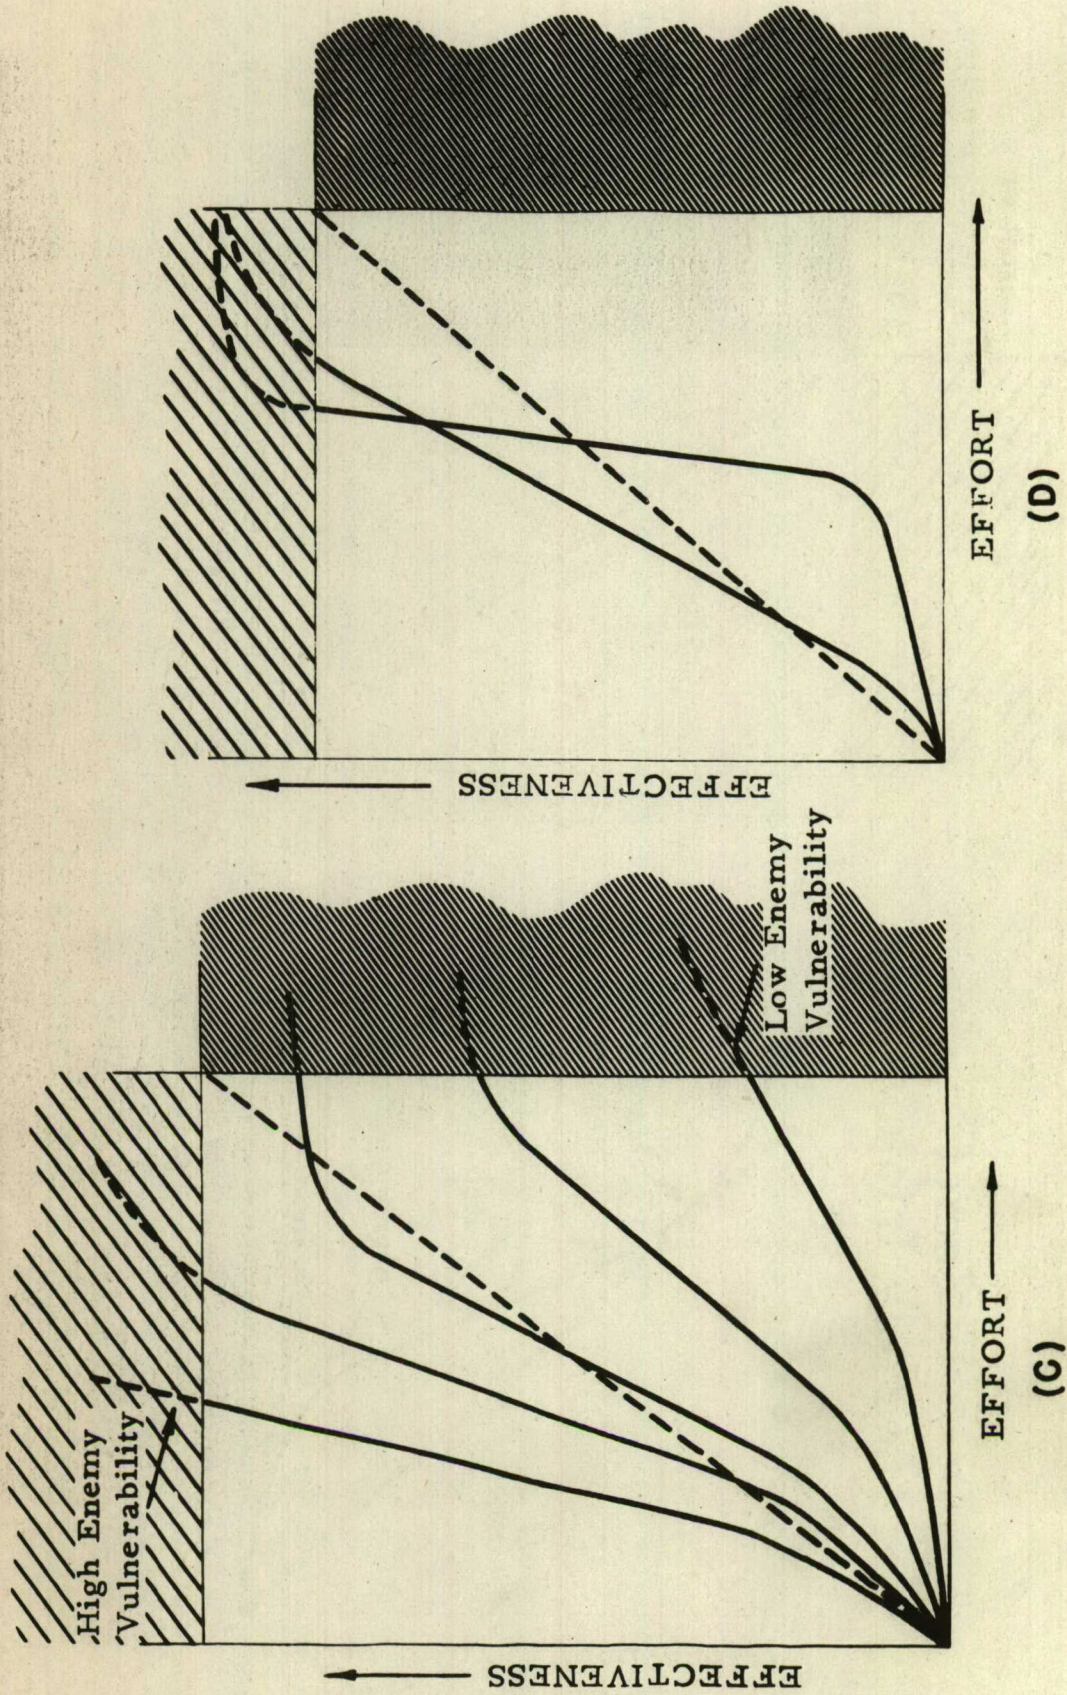 High Enemy
Vulnerability
Low Enemy
Vulnerability
EFFECTIVENESS
EFFORT
(C)
EFFECTIVENESS
EFFORT
(D)